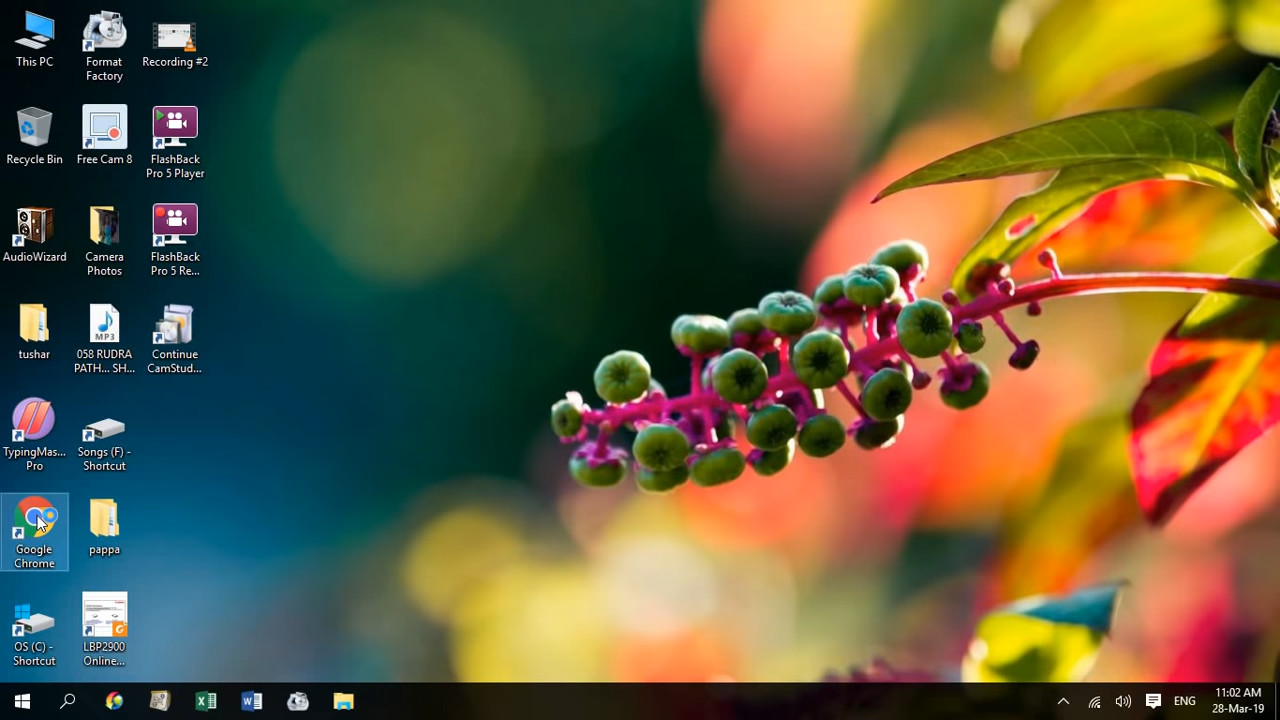 This PC
Format
Factory
Recording #2
Recycle Bin
Free Cam 8
FlashBack
Pro 5 Player
AudioWizard
Camera
Photos
FlashBack
Pro 5 Re...
tushar
MP3
058 RUDRA
PATH... SH...
Continue
CamStud...
TypingMas...
Pro
Songs (F) -
Shortcut
Google
Chrome
pappa
OS (C) -
Shortcut
LBP2900
Online...
ENG
11:02 AM
28-Mar-19